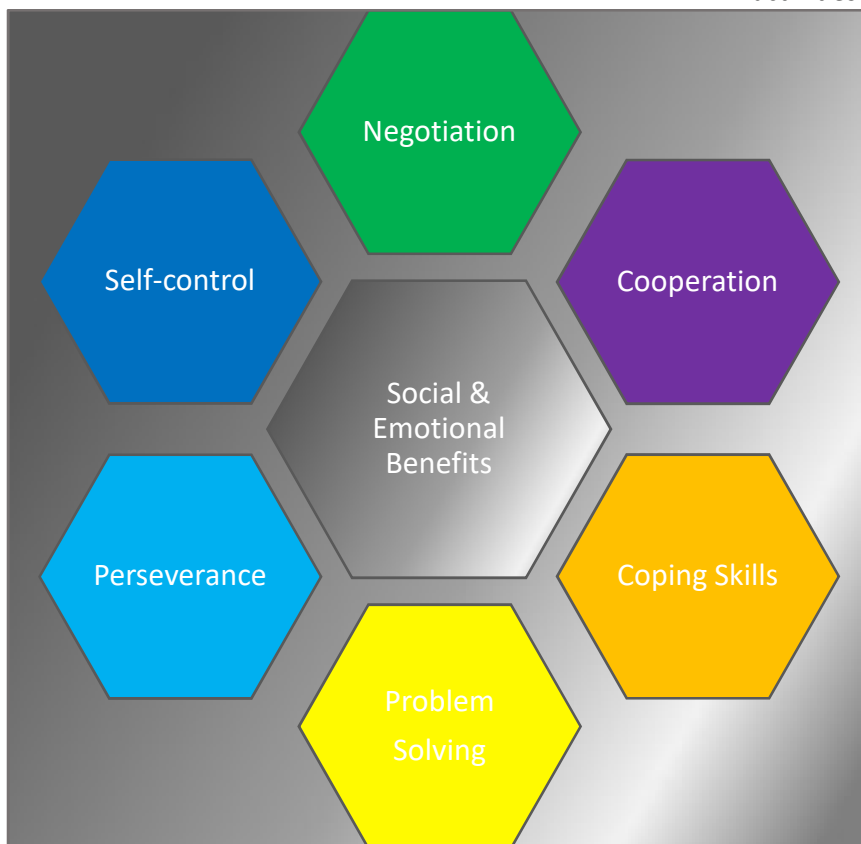 Negotiation
Self-control
Cooperation
Social &
Emotional
Benefits
Perseverance
Coping Skills
Problem
Solving